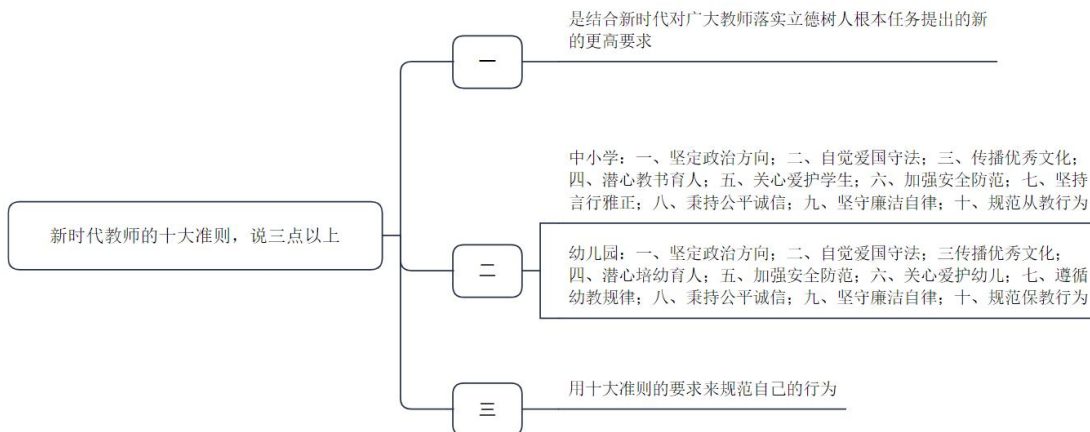 新时代教师的十大准则，说三点以上
一
是结合新时代对广大教师落实立德树人根本任务提出的新
的更高要求
二
中小学：一、坚定政治方向；二、自觉爱国守法；三、传播优秀文化；
四、潜心教书育人；五、关心爱护学生；六、加强安全防范；七、坚持
言行雅正；八、秉持公平诚信；九、坚守廉洁自律；十、规范从教行为
幼儿园：一、坚定政治方向；二、自觉爱国守法；三传播优秀文化；
四、潜心培幼育人；五、加强安全防范；六、关心爱护幼儿；七、遵循
幼教规律；八、秉持公平诚信；九、坚守廉洁自律；十、规范保教行为
三
用十大准则的要求来规范自己的行为